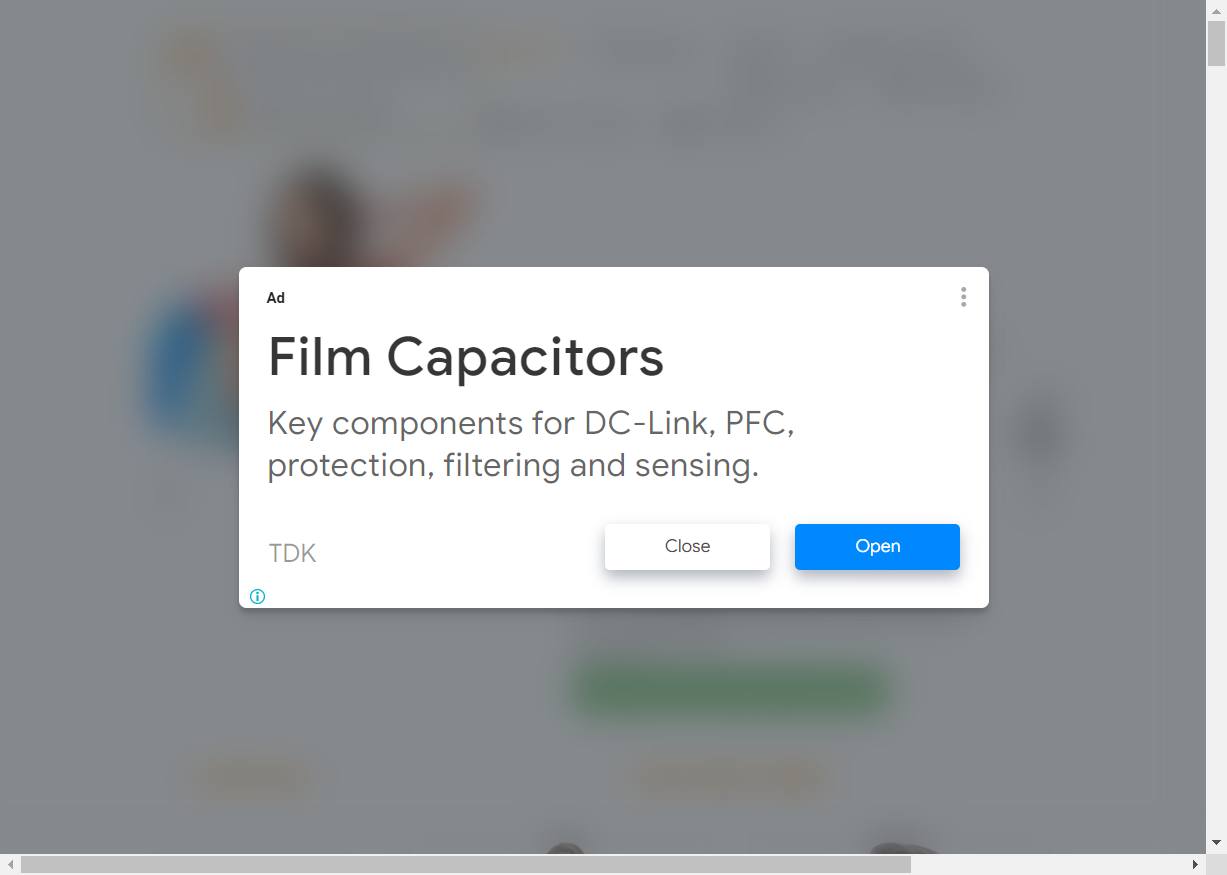 Ad
Film Capacitors
Key components for DC-Link, PFC,
protection, filtering and sensing.
TDK
Close
Open